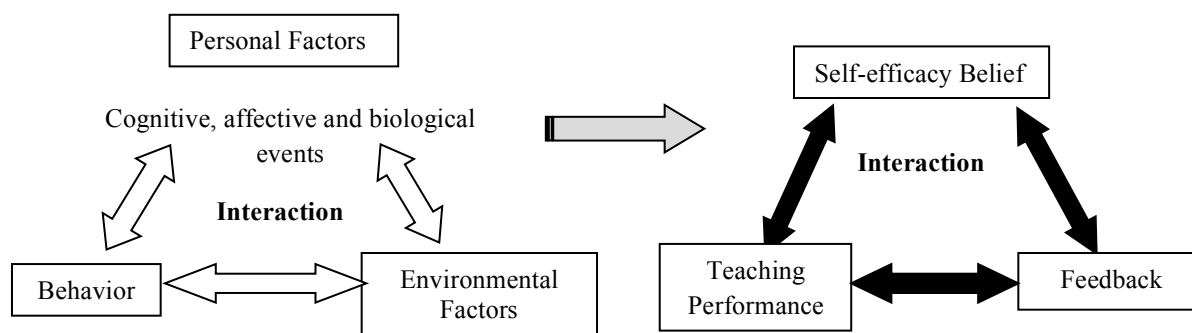 Personal Factors
Cognitive, affective and biological
events
Interaction
Behavior
Environmental
Factors
Self-efficacy Belief
Interaction
Teaching
Performance
Feedback